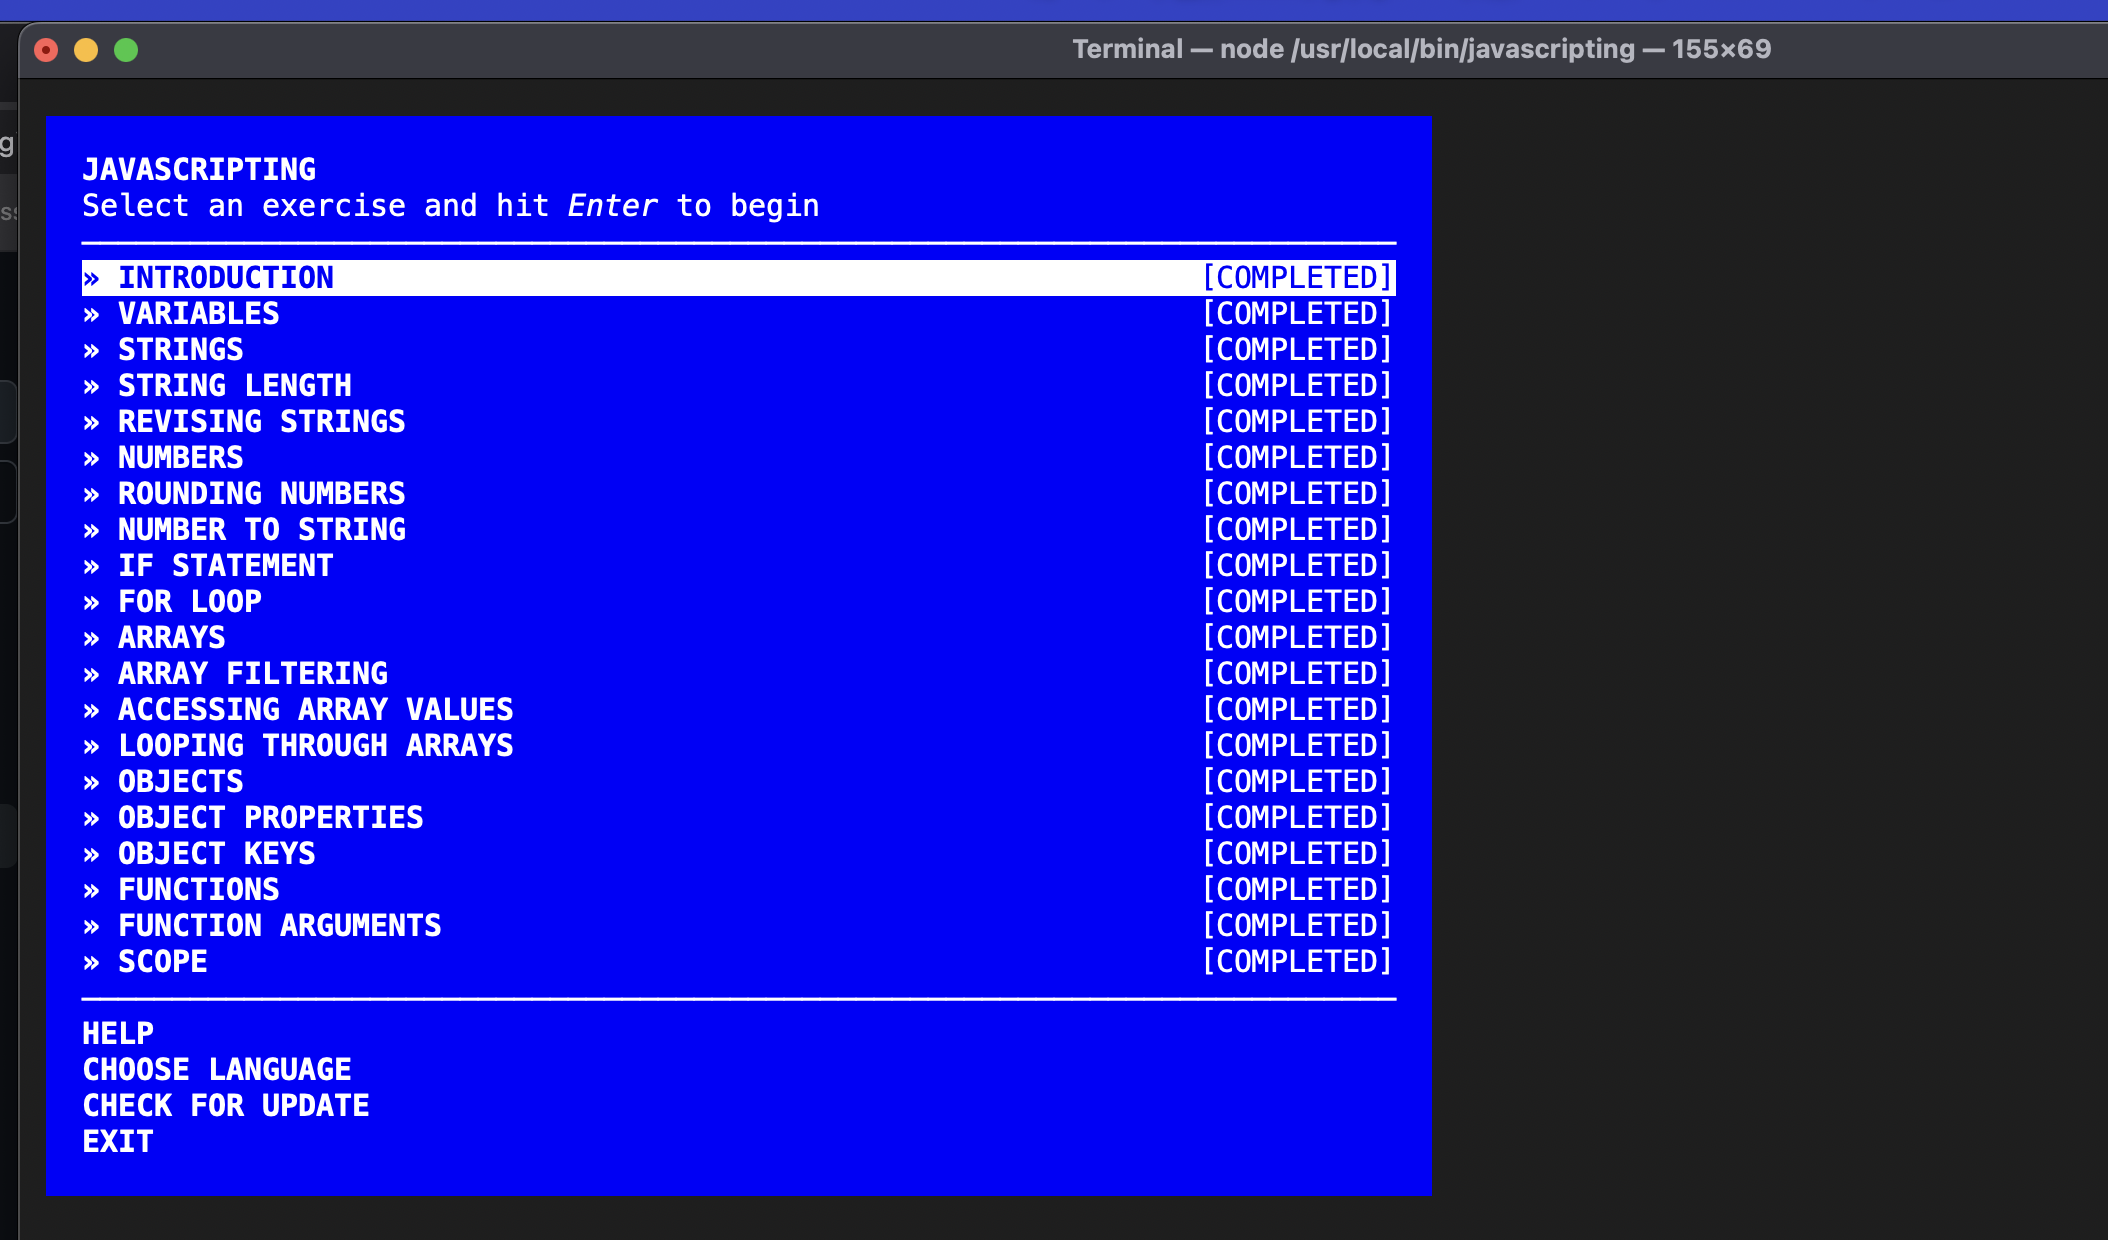 Terminal — node /usr/local/bin/javascripting — 155×69
g
JAVASCRIPTING
Select an exercise and hit Enter to begin
» INTRODUCTION [COMPLETED]
» VARIABLES [COMPLETED]
» STRINGS [COMPLETED]
» STRING LENGTH [COMPLETED]
» REVISING STRINGS [COMPLETED]
» NUMBERS [COMPLETED]
» ROUNDING NUMBERS [COMPLETED]
» NUMBER TO STRING [COMPLETED]
» IF STATEMENT [COMPLETED]
» FOR LOOP [COMPLETED]
» ARRAYS [COMPLETED]
» ARRAY FILTERING [COMPLETED]
» ACCESSING ARRAY VALUES [COMPLETED]
» LOOPING THROUGH ARRAYS [COMPLETED]
» OBJECTS [COMPLETED]
» OBJECT PROPERTIES [COMPLETED]
» OBJECT KEYS [COMPLETED]
» FUNCTIONS [COMPLETED]
» FUNCTION ARGUMENTS [COMPLETED]
» SCOPE [COMPLETED]
HELP
CHOOSE LANGUAGE
CHECK FOR UPDATE
EXIT